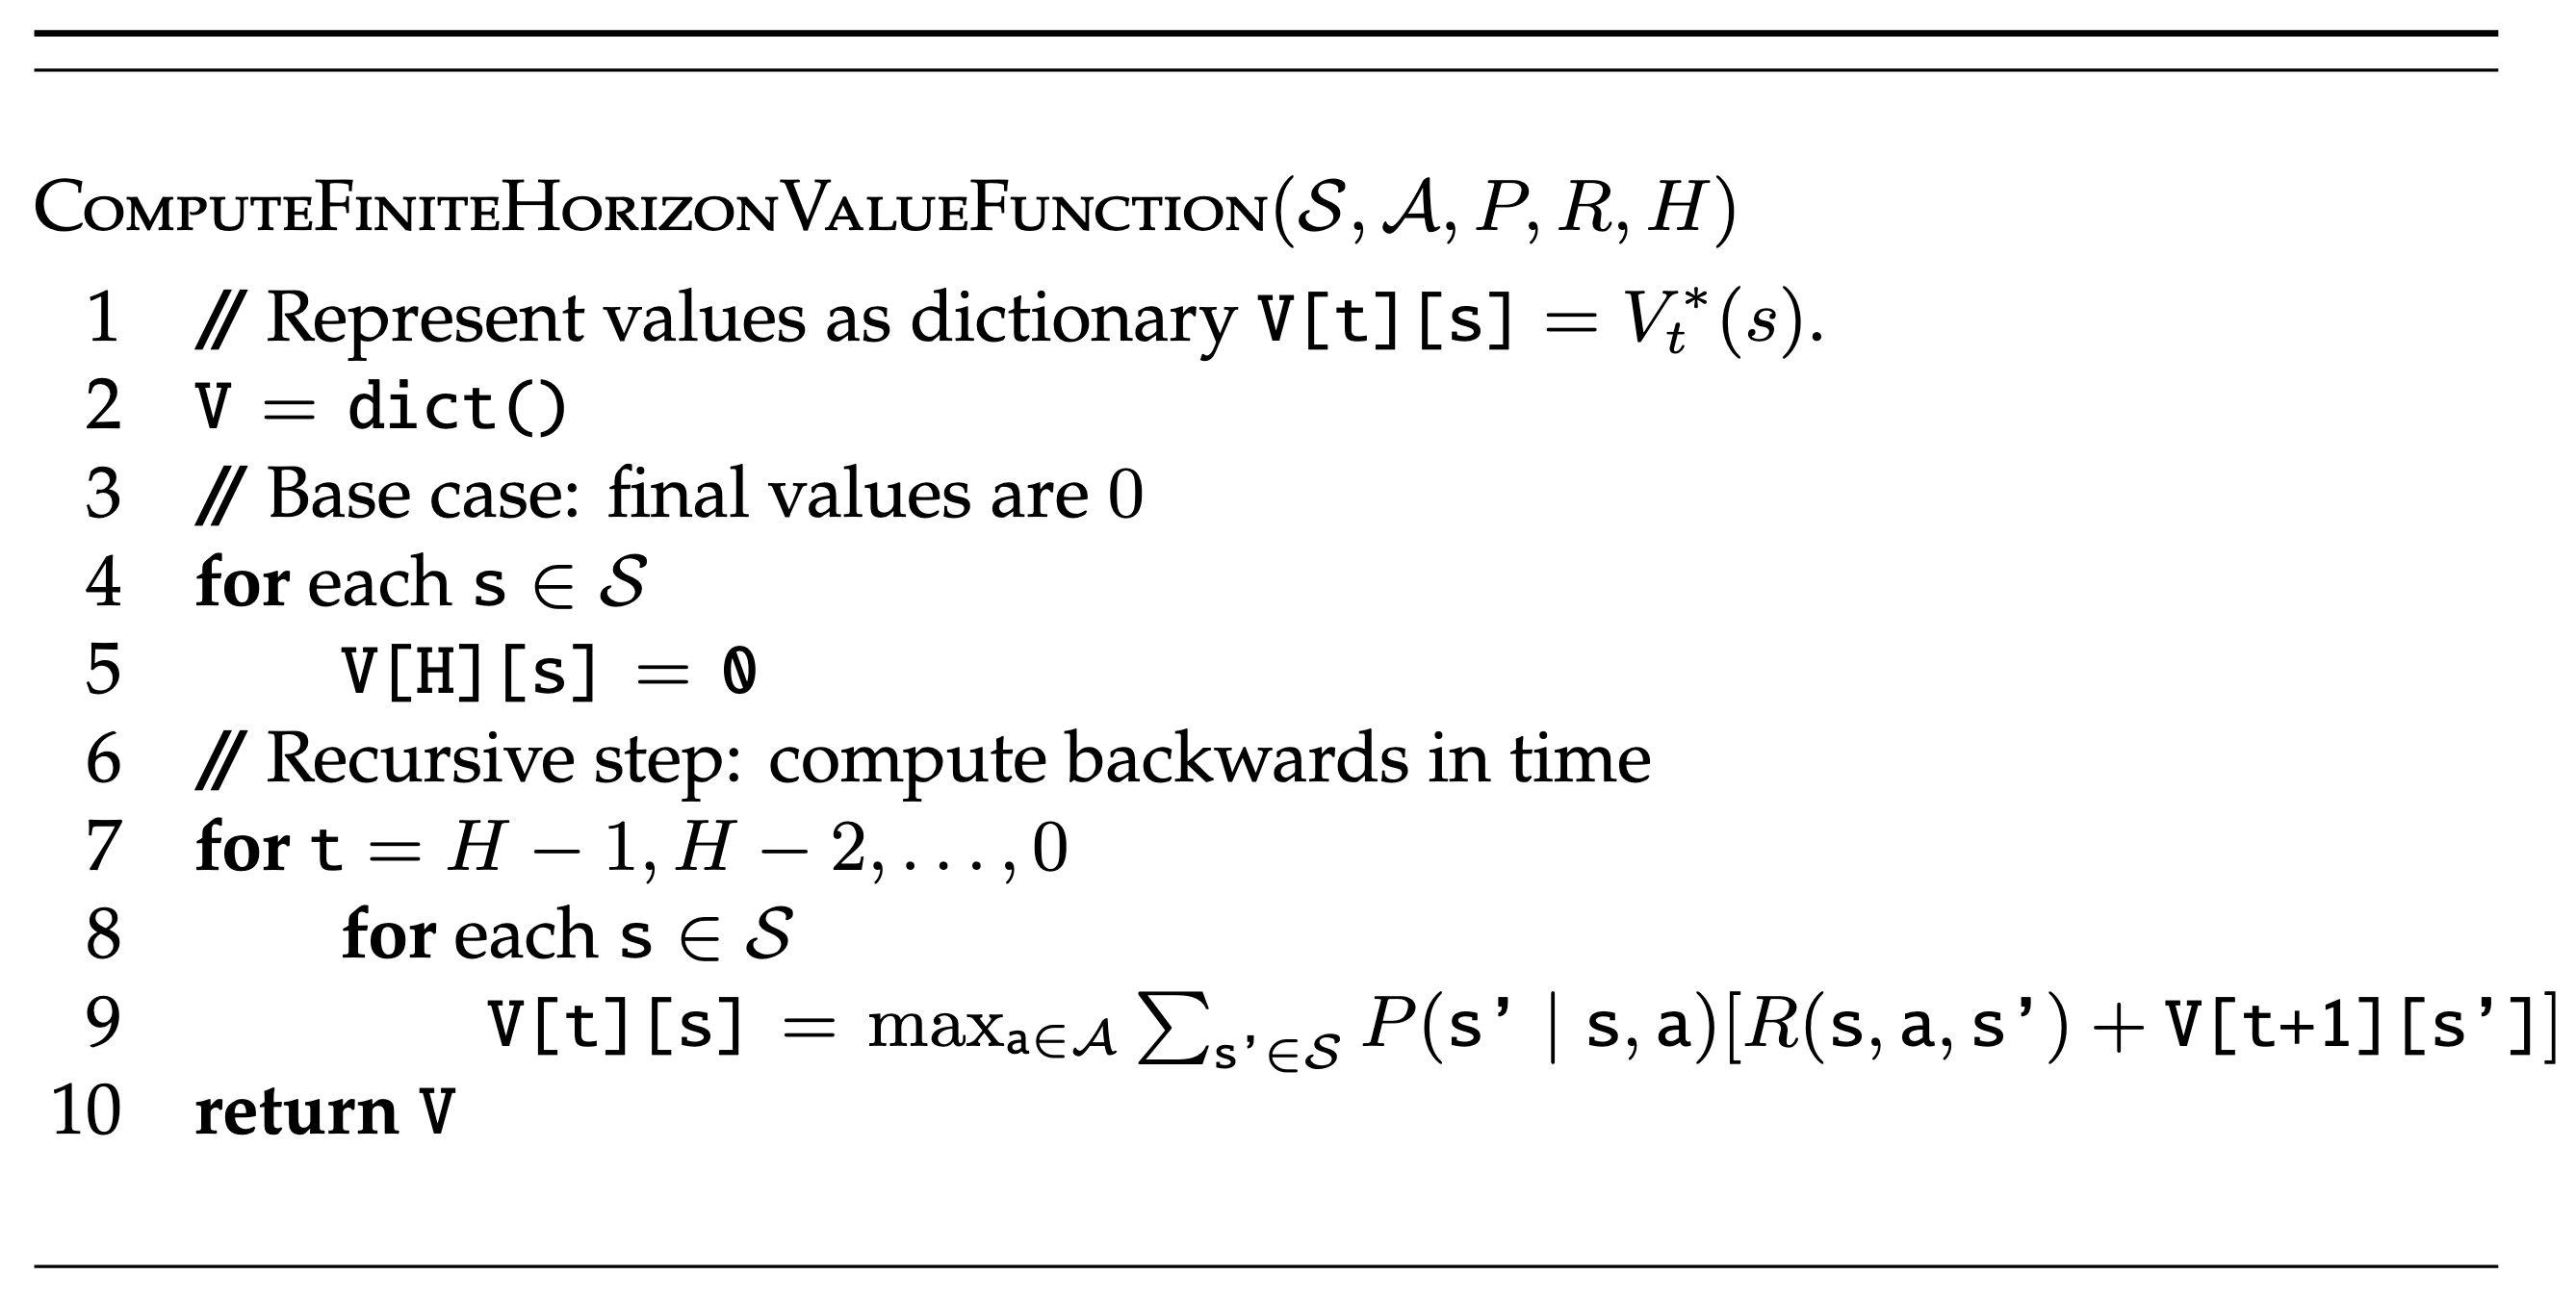 COMPUTEFINITEHORIZONVALUEFUNCTION(𝒮, 𝒜, P, R, H)
1 // Represent values as dictionary V[t][s] = V_t^*(s).
2 V = dict()
3 // Base case: final values are 0
4 for each s ∈ 𝒮
5 V[H][s] = 0
6 // Recursive step: compute backwards in time
7 for t = H − 1, H − 2, . . . , 0
8 for each s ∈ 𝒮
9 V[t][s] = max_{a∈𝒜} ∑_{s'∈𝒮} P(s' | s, a)[R(s, a, s') + V[t+1][s']]
10 return V